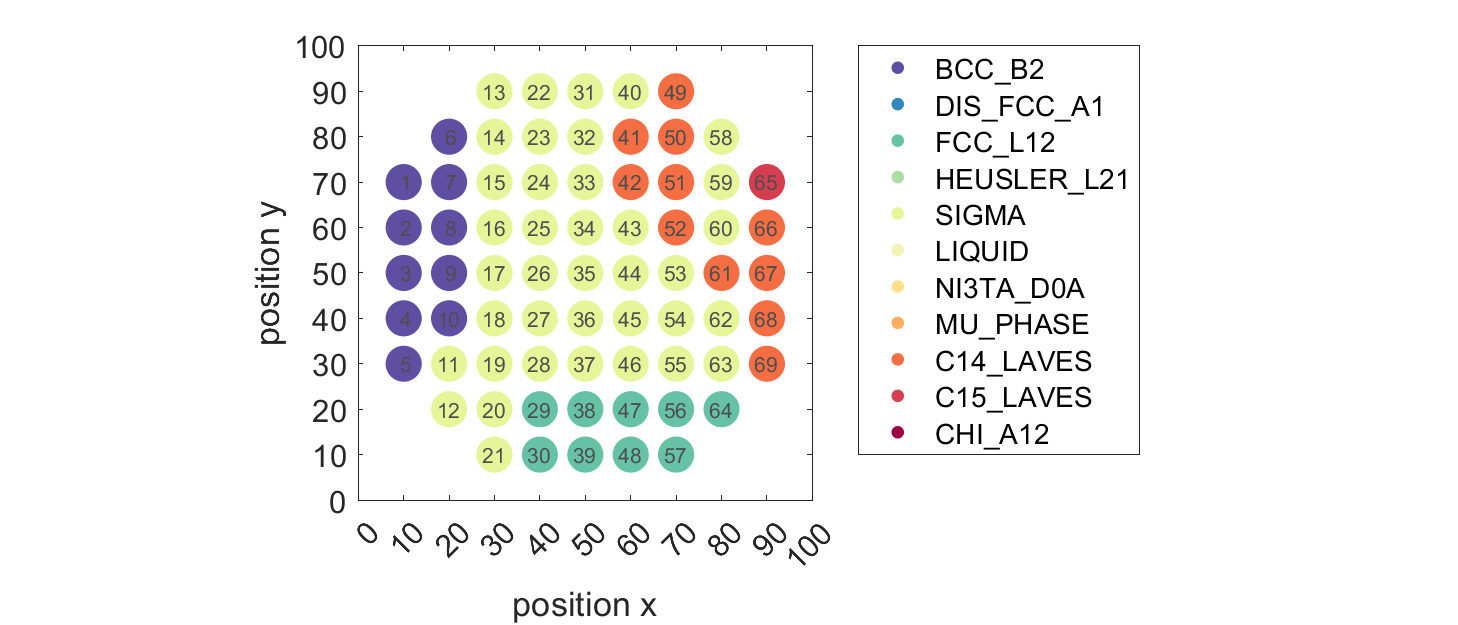 100
90 13 22 31 40 49
80 6 14 23 32 41 50 58
70 1 7 15 24 33 42 51 59 65
60 2 8 16 25 34 43 52 60 66
50 3 9 17 26 35 44 53 61 67
40 4 10 18 27 36 45 54 62 68
30 5 11 19 28 37 46 55 63 69
20 12 20 29 38 47 56 64
10 21 30 39 48 57
0
position y
0 10 20 30 40 50 60 70 80 90 100
position x
BCC_B2
DIS_FCC_A1
FCC_L12
HEUSLER_L21
SIGMA
LIQUID
NI3TA_D0A
MU_PHASE
C14_LAVES
C15_LAVES
CHI_A12